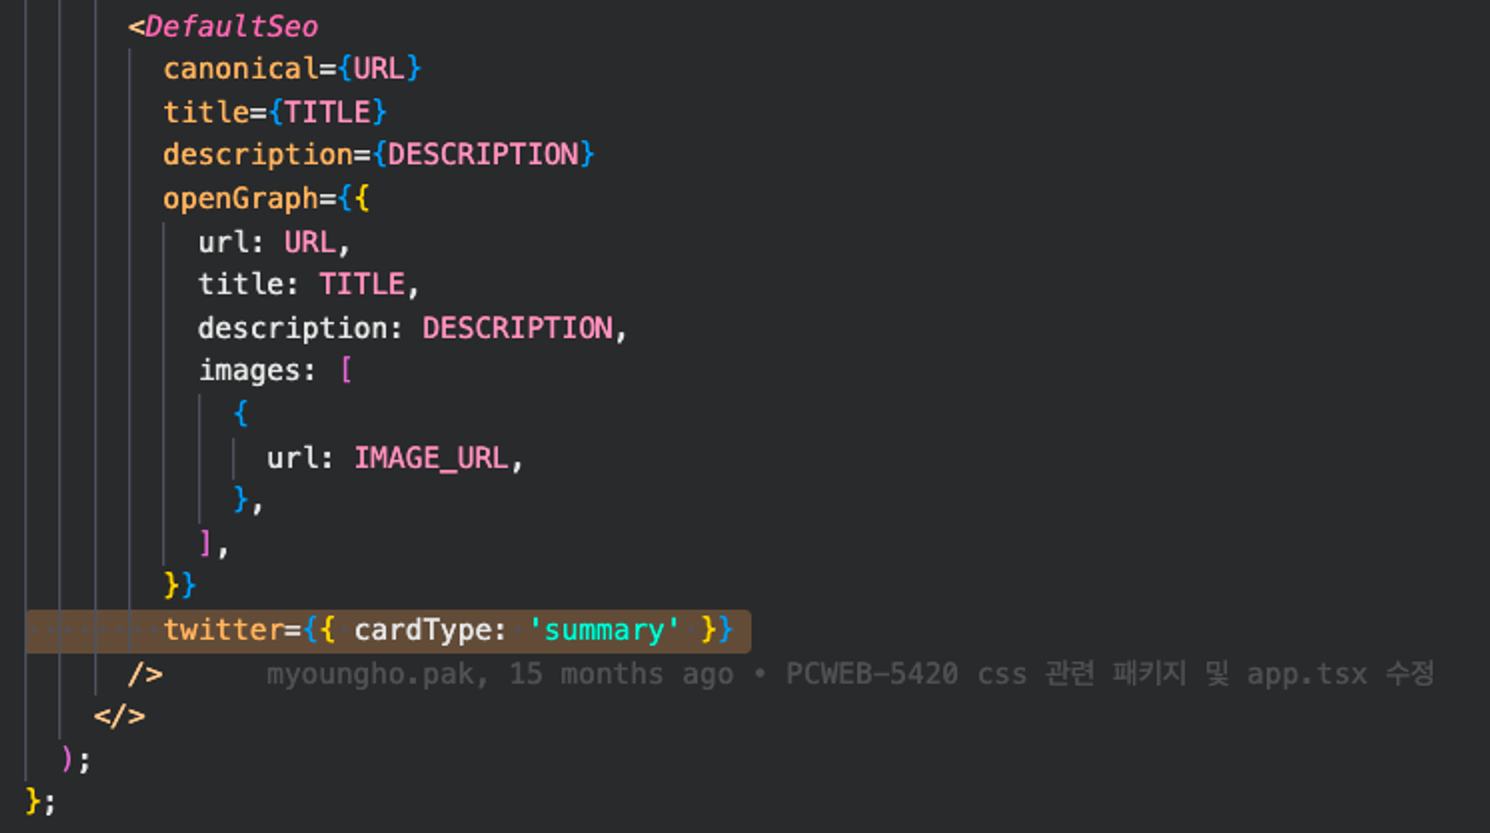 <DefaultSeo
canonical={URL}
title={TITLE}
description={DESCRIPTION}
openGraph={{
url: URL,
title: TITLE,
description: DESCRIPTION,
images: [
{
url: IMAGE_URL,
},
],
}}
twitter={{ cardType: 'summary' }}
/> myoungho.pak, 15 months ago • PCWEB-5420 css 관련 패키지 및 app.tsx 수정
</>
);
};